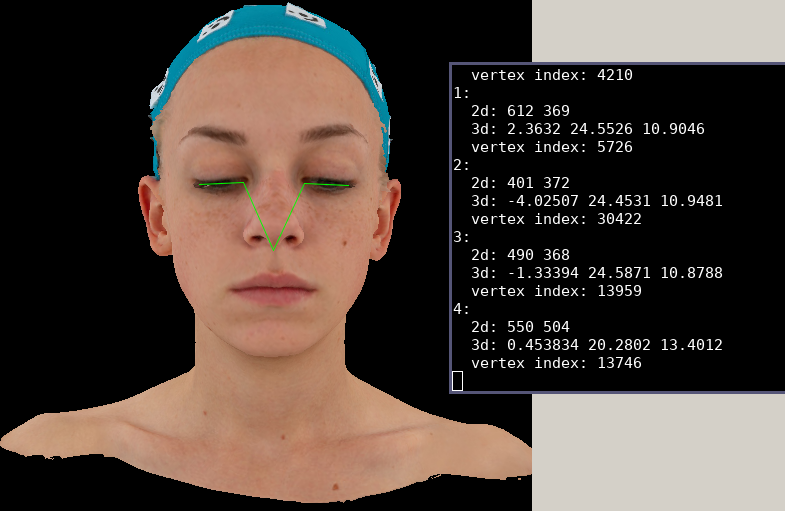 vertex index: 4210
1:
2d: 612 369
3d: 2.3632 24.5526 10.9046
vertex index: 5726
2:
2d: 401 372
3d: -4.02507 24.4531 10.9481
vertex index: 30422
3:
2d: 490 368
3d: -1.33394 24.5871 10.8788
vertex index: 13959
4:
2d: 550 504
3d: 0.453834 20.2802 13.4012
vertex index: 13746